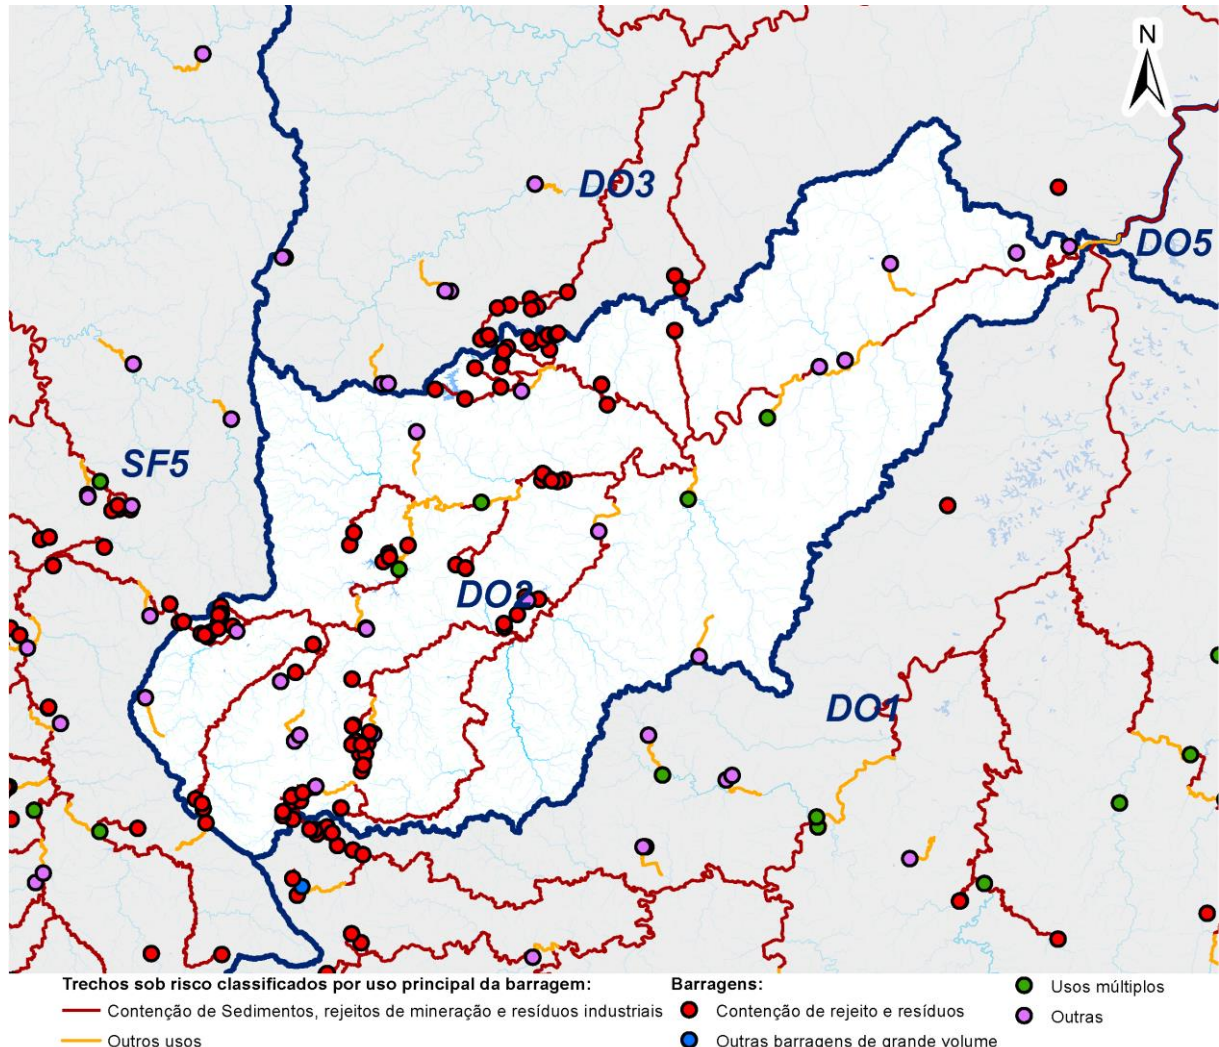 N
DO3
DO5
SF5
DO2
DO1
Trechos sob risco classificados por uso principal da barragem:
Contenção de Sedimentos, rejeitos de mineração e resíduos industriais
Outros usos
Barragens:
Contenção de rejeito e resíduos
Outras barragens de grande volume
Usos múltiplos
Outras